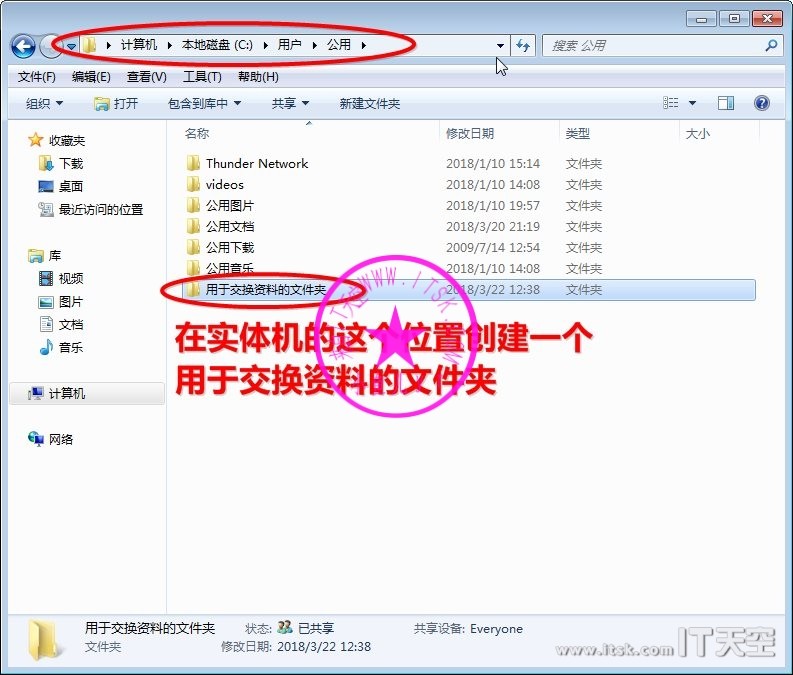 计算机 本地磁盘 (C:) 用户 公用
搜索 公用
文件(F) 编辑(E) 查看(V) 工具(T) 帮助(H)
组织 打开 包含到库中 共享 新建文件夹
名称 修改日期 类型 大小
收藏夹
下载
桌面
最近访问的位置
库
视频
图片
文档
音乐
计算机
网络
Thunder Network 2018/1/10 15:14 文件夹
videos 2018/1/10 14:08 文件夹
公用图片 2018/1/10 19:57 文件夹
公用文档 2018/3/20 21:19 文件夹
公用下载 2009/7/14 12:54 文件夹
公用音乐 2018/1/10 14:08 文件夹
用于交换资料的文件夹 2018/3/22 12:38 文件夹
在实体机的这个位置创建一个
用于交换资料的文件夹
WWW.ITSK.COM
用于交换资料的文件夹 状态: 已共享 共享设备: Everyone
文件夹 修改日期: 2018/3/22 12:38
www.itsk.com IT天空